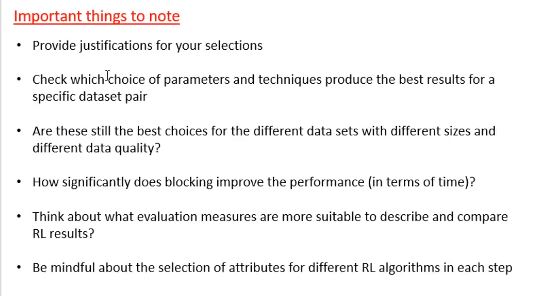 Important things to note
• Provide justifications for your selections
• Check which choice of parameters and techniques produce the best results for a
specific dataset pair
• Are these still the best choices for the different data sets with different sizes and
different data quality?
• How significantly does blocking improve the performance (in terms of time)?
• Think about what evaluation measures are more suitable to describe and compare
RL results?
• Be mindful about the selection of attributes for different RL algorithms in each step